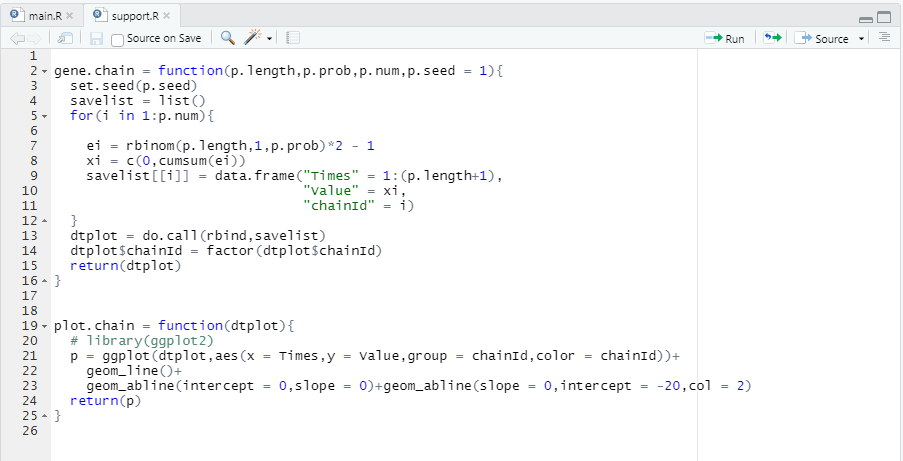 main.R
support.R
Source on Save
Run
Source
1
2 gene.chain = function(p.length,p.prob,p.num,p.seed = 1){
3   set.seed(p.seed)
4   savelist = list()
5   for(i in 1:p.num){
6
7     ei = rbinom(p.length,1,p.prob)*2 - 1
8     xi = c(0,cumsum(ei))
9     savelist[[i]] = data.frame("Times" = 1:(p.length+1),
10                                "Value" = xi,
11                                "chainId" = i)
12   }
13   dtplot = do.call(rbind,savelist)
14   dtplot$chainId = factor(dtplot$chainId)
15   return(dtplot)
16 }
17
18
19 plot.chain = function(dtplot){
20   # library(ggplot2)
21   p = ggplot(dtplot,aes(x = Times,y = Value,group = chainId,color = chainId))+
22     geom_line()+
23     geom_abline(intercept = 0,slope = 0)+geom_abline(slope = 0,intercept = -20,col = 2)
24   return(p)
25 }
26